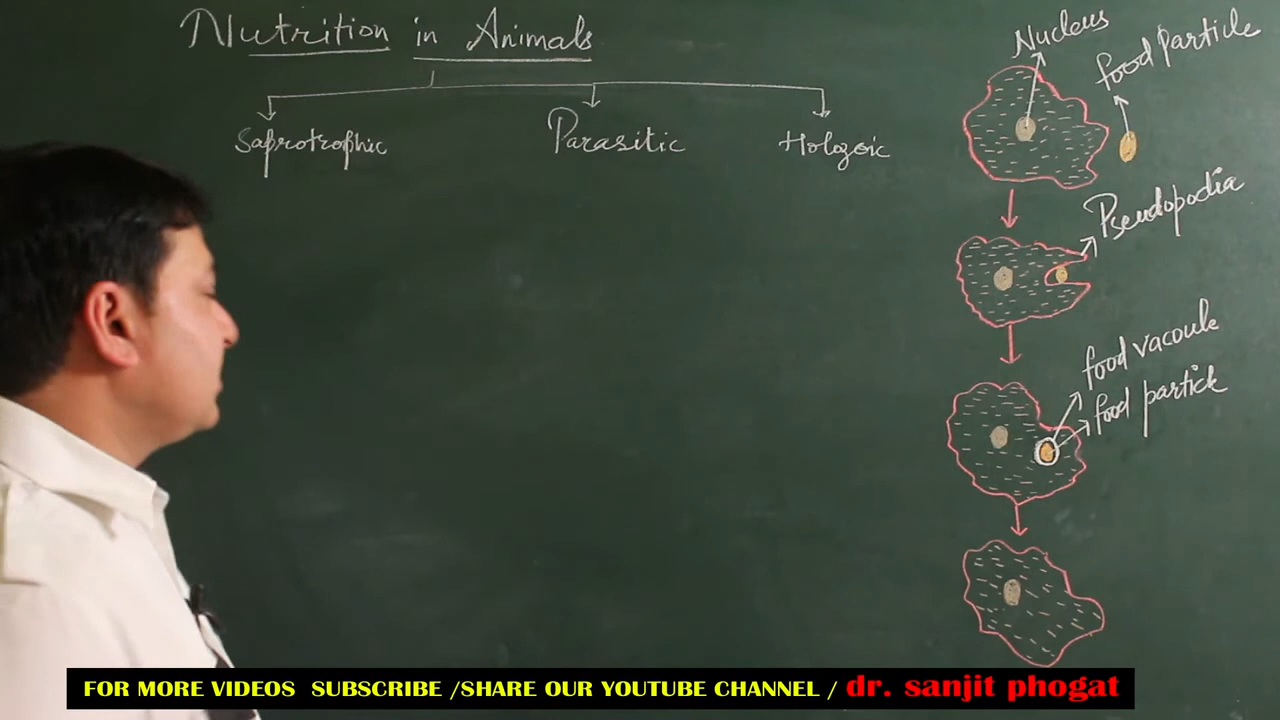 Nutrition in Animals
Saprotrophic
Parasitic
Holozoic
Nucleus
food particle
Pseudopodia
food vacoule
food particle
FOR MORE VIDEOS SUBSCRIBE /SHARE OUR YOUTUBE CHANNEL / dr. sanjit phogat